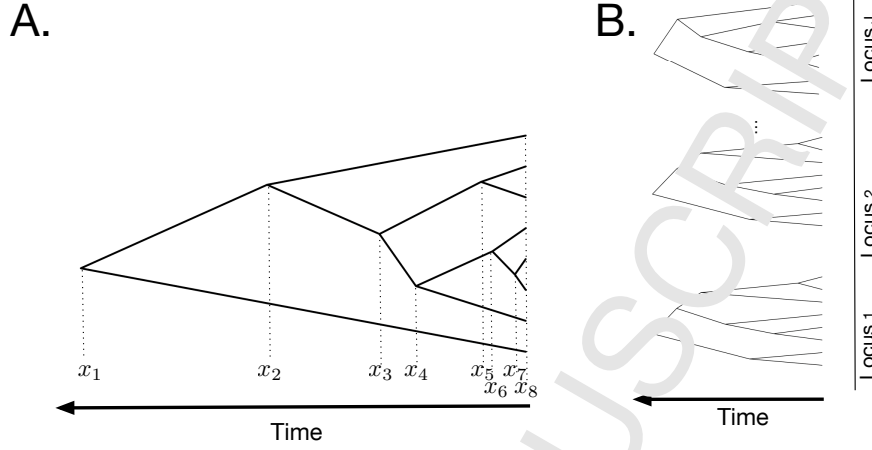 A.
B.
x₁
x₂
x₃
x₄
x₅
x₆
x₇
x₈
Time
Locus 2
Locus 1
...
Time